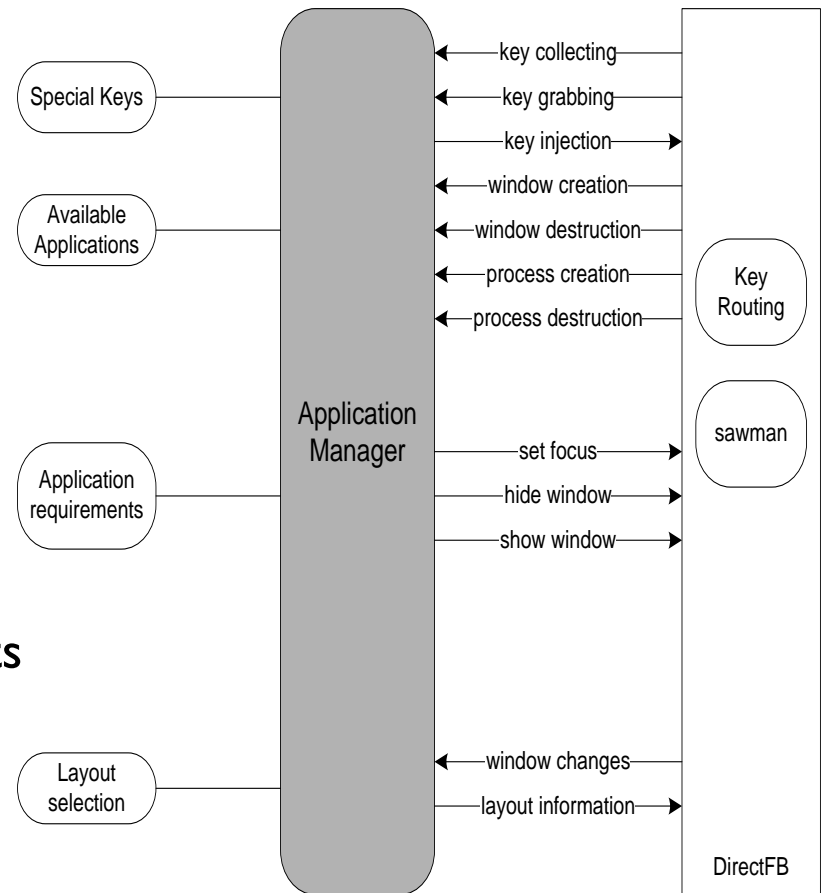 key collecting
Special Keys
key grabbing
key injection
window creation
Available
Applications
window destruction
process creation
Key
Routing
process destruction
Application
Manager
sawman
set focus
Application
requirements
hide window
show window
window changes
Layout
selection
layout information
DirectFB